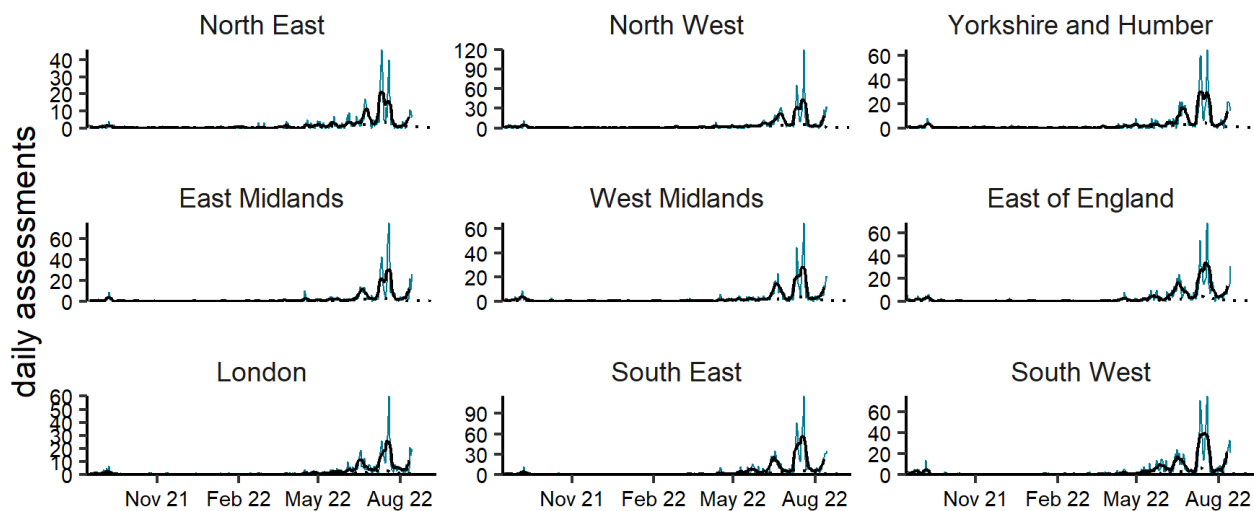 North East North West Yorkshire and Humber
40 120 60
30 90 40
20 60 20
10 30 0
0 0
daily assessments
East Midlands West Midlands East of England
60 60 60
40 40 40
20 20 20
0 0 0
London South East South West
60 90 60
50 60 40
40 30 20
30 0 0
20
10
0
Nov 21 Feb 22 May 22 Aug 22 Nov 21 Feb 22 May 22 Aug 22 Nov 21 Feb 22 May 22 Aug 22